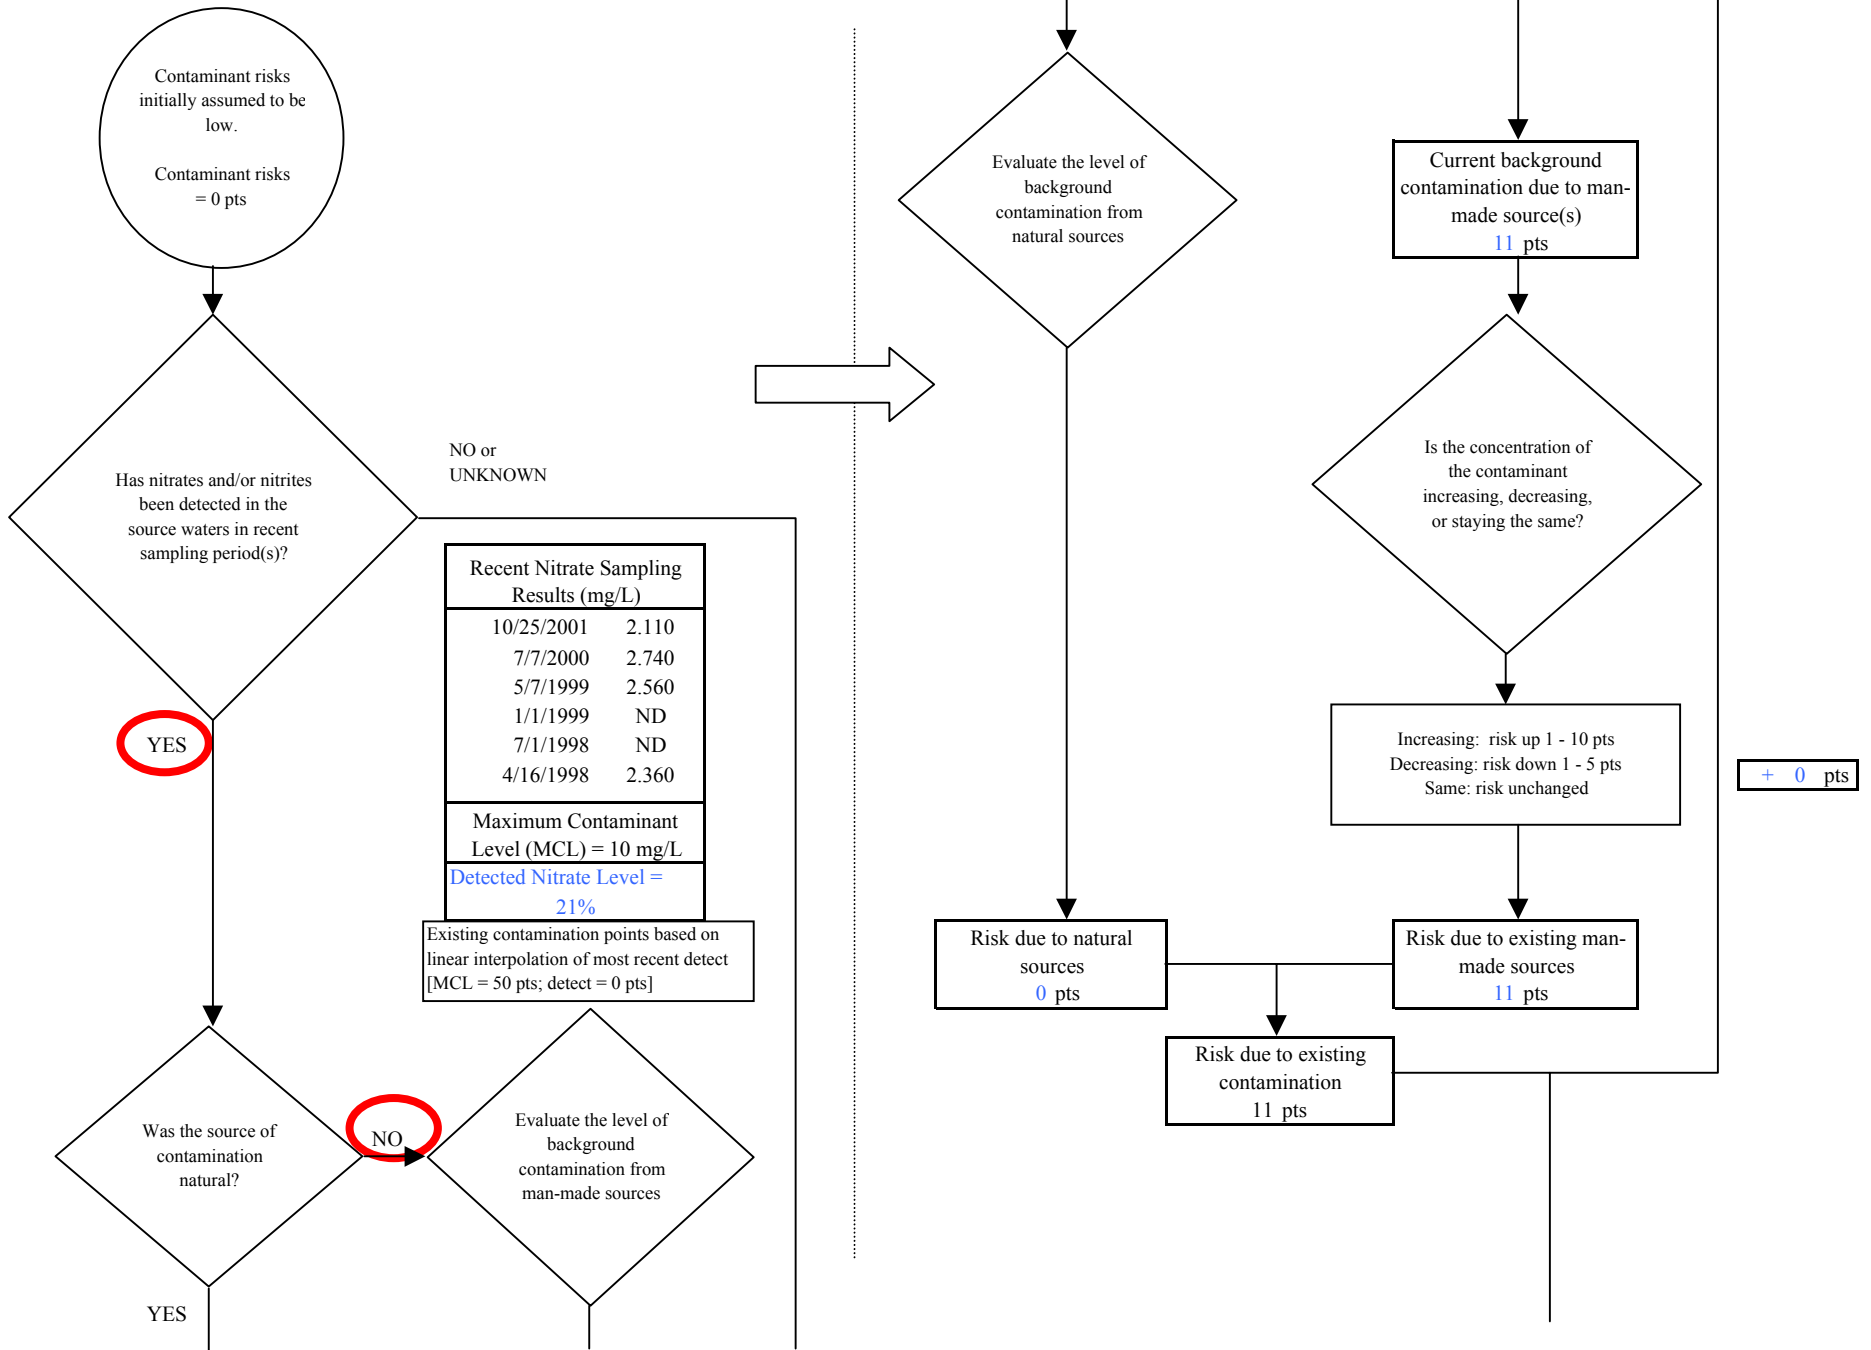 Contaminant risks
initially assumed to be
low.
Contaminant risks
= 0 pts
Has nitrates and/or nitrites
been detected in the
source waters in recent
sampling period(s)?
NO or
UNKNOWN
YES
Recent Nitrate Sampling
Results (mg/L)
10/25/2001 2.110
7/7/2000 2.740
5/7/1999 2.560
1/1/1999 ND
7/1/1998 ND
4/16/1998 2.360
Maximum Contaminant
Level (MCL) = 10 mg/L
Detected Nitrate Level =
21%
Existing contamination points based on
linear interpolation of most recent detect
[MCL = 50 pts; detect = 0 pts]
Was the source of
contamination
natural?
NO
YES
Evaluate the level of
background
contamination from
man-made sources
Evaluate the level of
background
contamination from
natural sources
Current background
contamination due to man-
made source(s)
11 pts
Is the concentration of
the contaminant
increasing, decreasing,
or staying the same?
Increasing: risk up 1 - 10 pts
Decreasing: risk down 1 - 5 pts
Same: risk unchanged
+ 0 pts
Risk due to natural
sources
0 pts
Risk due to existing man-
made sources
11 pts
Risk due to existing
contamination
11 pts